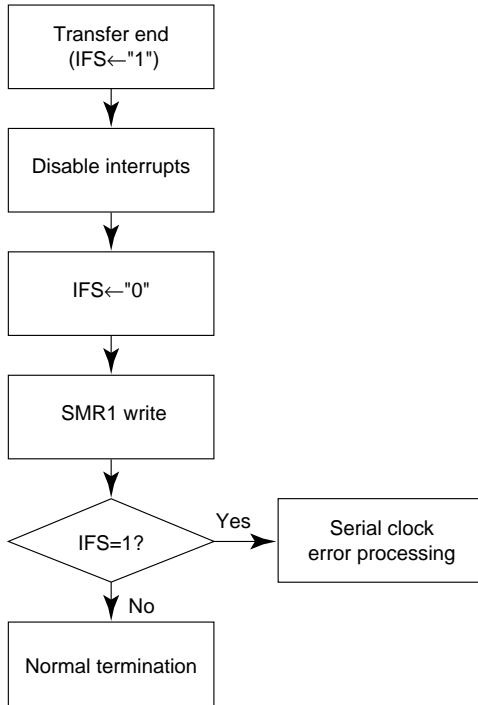 Transfer end
(IFS←"1")
Disable interrupts
IFS←"0"
SMR1 write
IFS=1?
Yes
Serial clock
error processing
No
Normal termination